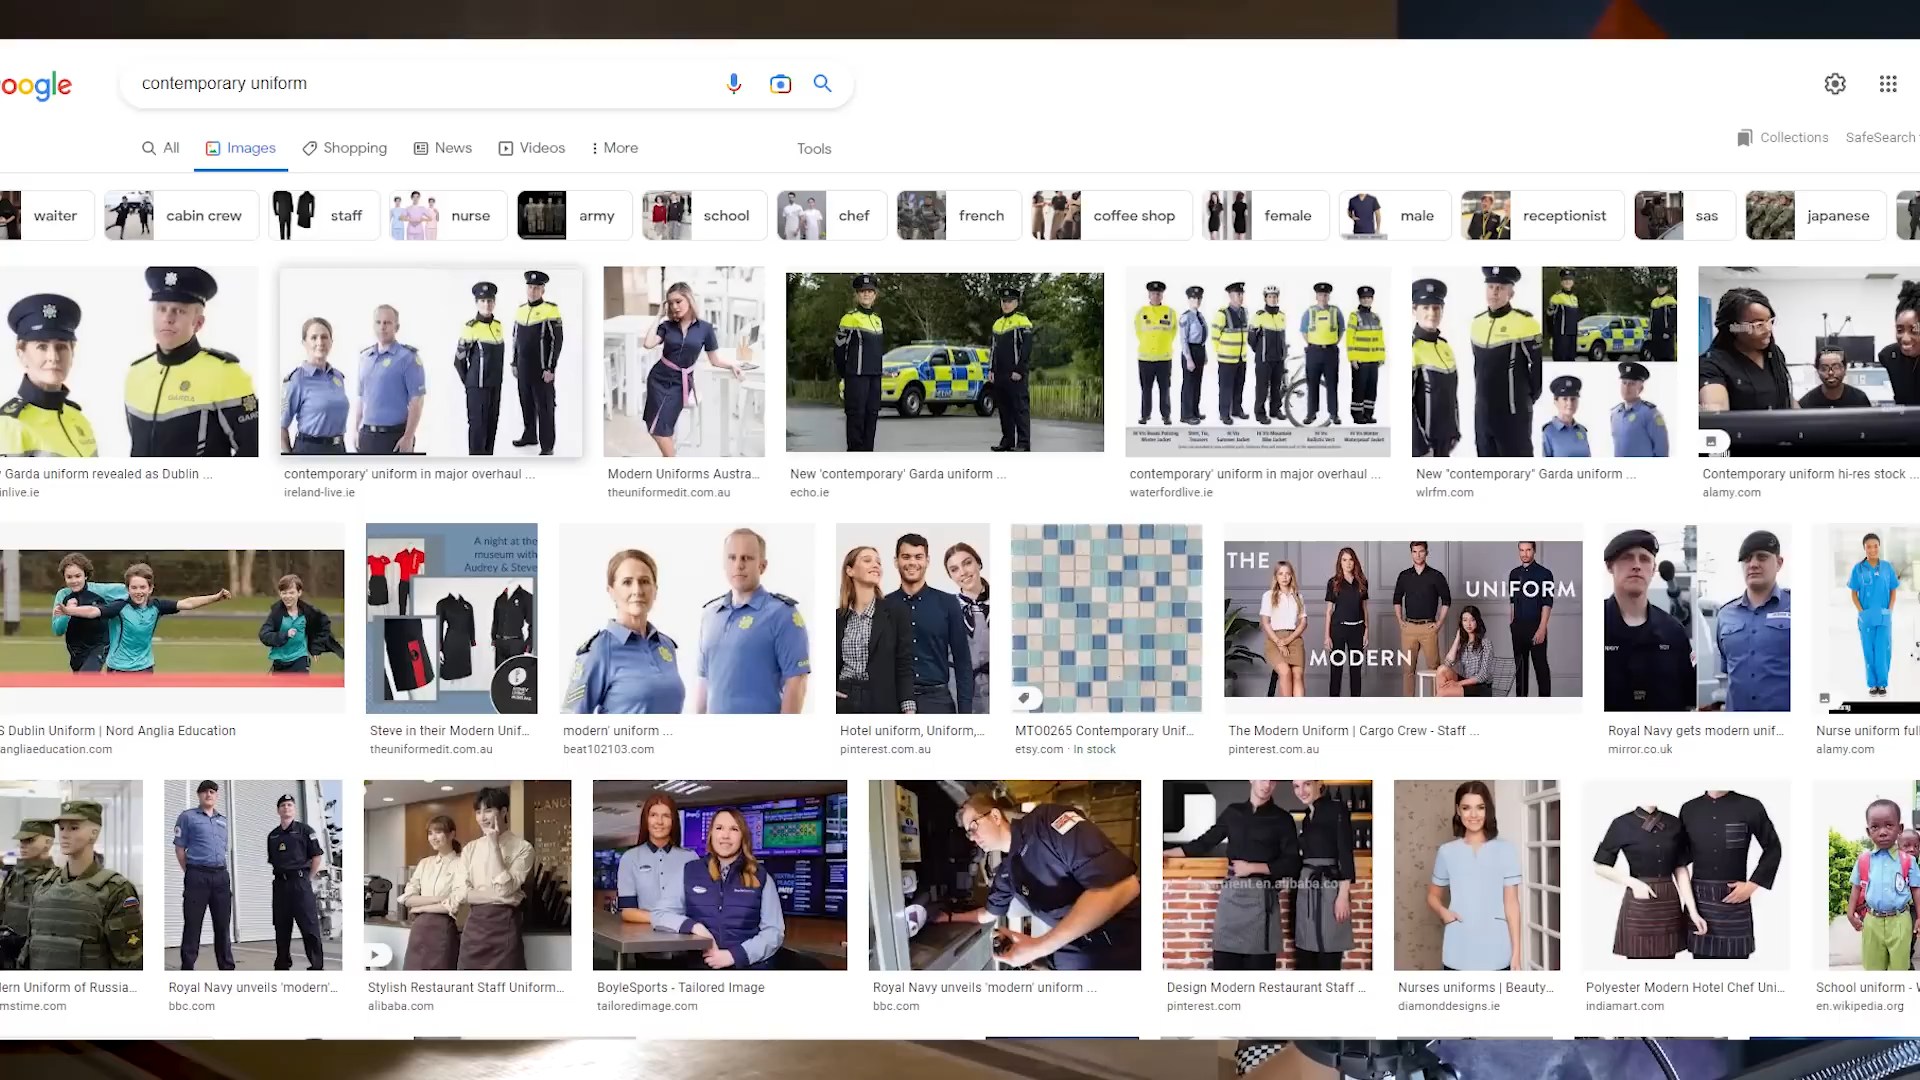 oogle
contemporary uniform
All
Images
Shopping
News
Videos
More
Tools
Collections
SafeSearch
waiter
cabin crew
staff
nurse
army
school
chef
french
coffee shop
female
male
receptionist
sas
japanese
Garda uniform revealed as Dublin ...
inlive.ie
contemporary' uniform in major overhaul ...
ireland-live.ie
Modern Uniforms Austra...
theuniformedit.com.au
New 'contemporary' Garda uniform ...
echo.ie
contemporary' uniform in major overhaul ...
waterfordlive.ie
New "contemporary" Garda uniform ...
wlrfm.com
Contemporary uniform hi-res stock ...
alamy.com
A night at the
museum with
Audrey & Steve
THE
UNIFORM
MODERN
S Dublin Uniform | Nord Anglia Education
angliaeducation.com
Steve in their Modern Unif...
theuniformedit.com.au
modern' uniform ...
beat102103.com
Hotel uniform, Uniform,...
pinterest.com.au
MTO0265 Contemporary Unif...
etsy.com · In stock
The Modern Uniform | Cargo Crew - Staff ...
pinterest.com.au
Royal Navy gets modern unif...
mirror.co.uk
Nurse uniform full
alamy.com
ern Uniform of Russia...
mstime.com
Royal Navy unveils 'modern'...
bbc.com
Stylish Restaurant Staff Uniform...
alibaba.com
BoyleSports - Tailored Image
tailoredimage.com
Royal Navy unveils 'modern' uniform ...
bbc.com
Design Modern Restaurant Staff ...
pinterest.com
Nurses uniforms | Beauty...
diamonddesigns.ie
Polyester Modern Hotel Chef Uni...
indiamart.com
School uniform - W
en.wikipedia.org